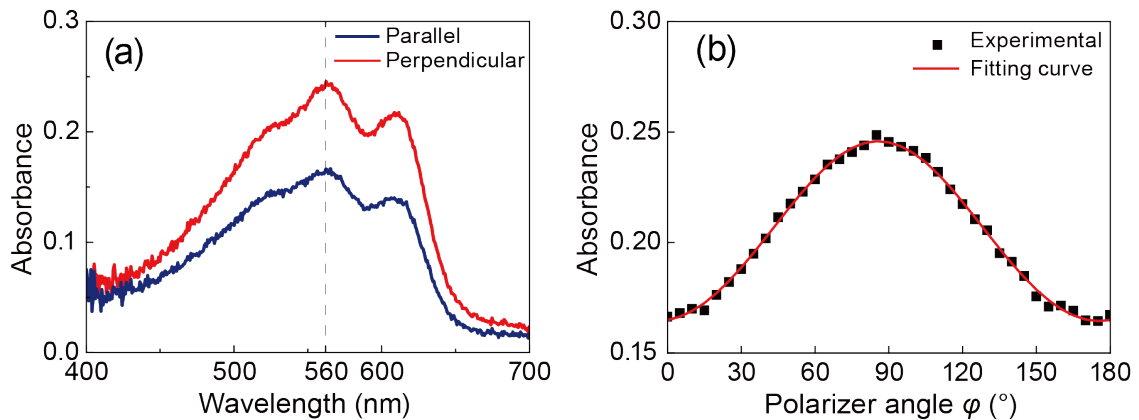 (a)
Parallel
Perpendicular
0.3
0.2
0.1
0.0
Absorbance
400
500
560
600
700
Wavelength (nm)
(b)
Experimental
Fitting curve
0.30
0.25
0.20
0.15
Absorbance
0
30
60
90
120
150
180
Polarizer angle φ (°)